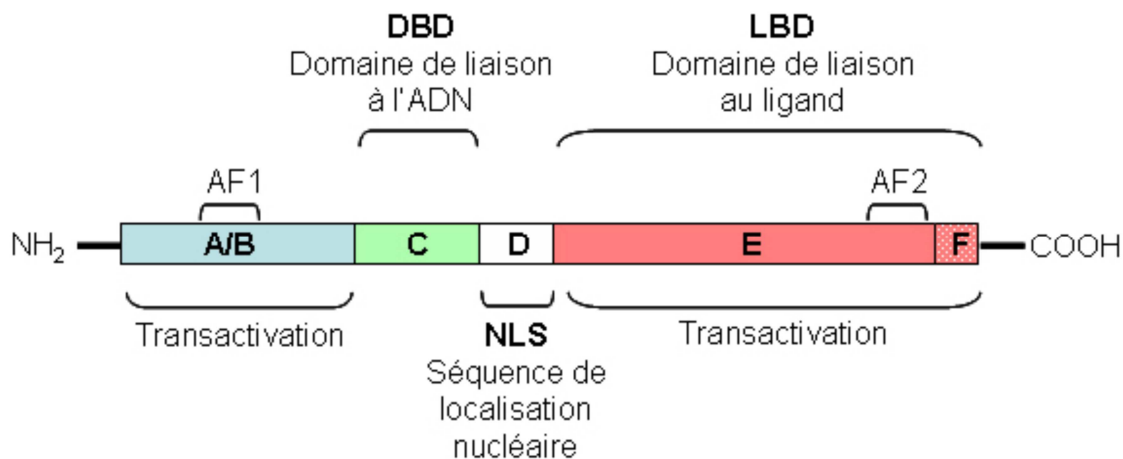 DBD
Domaine de liaison
à l'ADN
LBD
Domaine de liaison
au ligand
AF1
AF2
NH₂
A/B
C
D
E
F
COOH
Transactivation
NLS
Séquence de
localisation
nucléaire
Transactivation